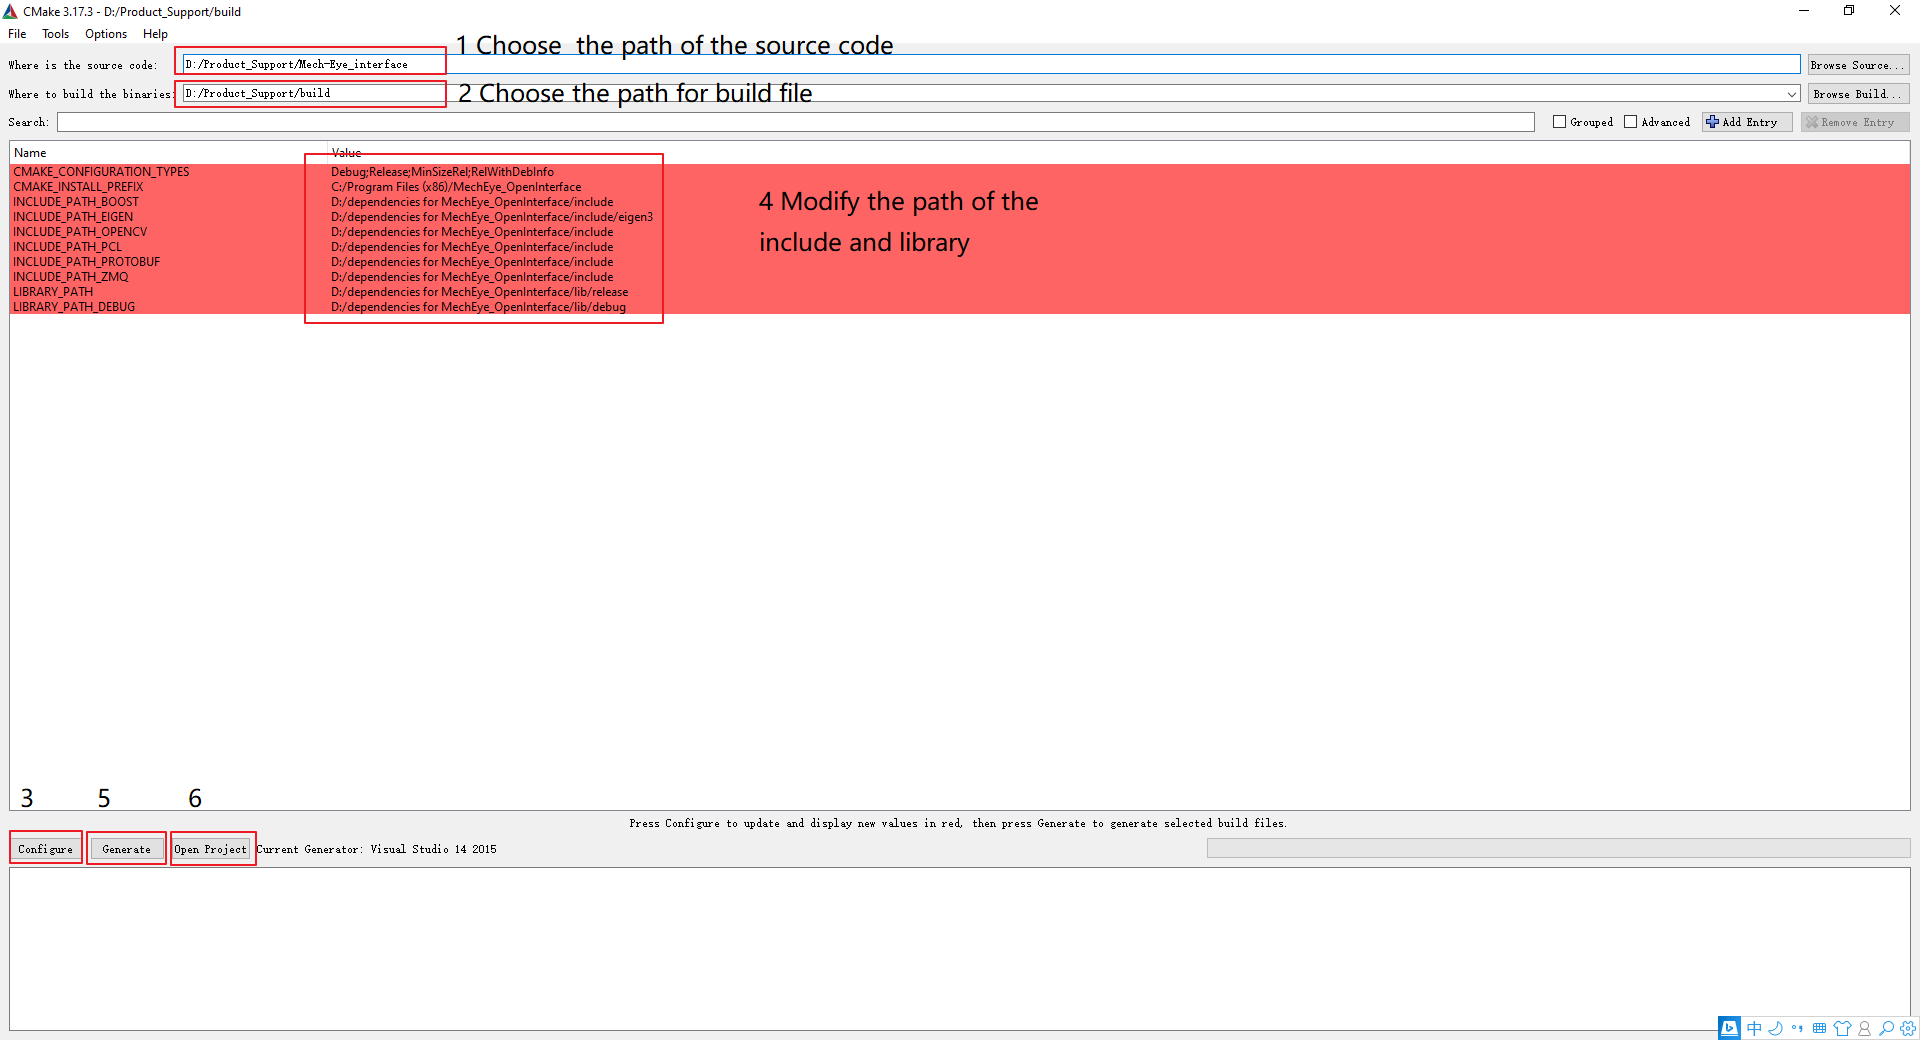 CMake 3.17.3 - D:/Product_Support/build
File Tools Options Help
1 Choose  the path of the source code
Where is the source code: D:/Product_Support/Mech-Eye_interface Browse Source...
2 Choose the path for build file
Where to build the binaries: D:/Product_Support/build Browse Build...
Search: Grouped Advanced Add Entry Remove Entry
Name Value
CMAKE_CONFIGURATION_TYPES Debug;Release;MinSizeRel;RelWithDebInfo
CMAKE_INSTALL_PREFIX C:/Program Files (x86)/MechEye_OpenInterface
INCLUDE_PATH_BOOST D:/dependencies for MechEye_OpenInterface/include
INCLUDE_PATH_EIGEN D:/dependencies for MechEye_OpenInterface/include/eigen3
INCLUDE_PATH_OPENCV D:/dependencies for MechEye_OpenInterface/include
INCLUDE_PATH_PCL D:/dependencies for MechEye_OpenInterface/include
INCLUDE_PATH_PROTOBUF D:/dependencies for MechEye_OpenInterface/include
INCLUDE_PATH_ZMQ D:/dependencies for MechEye_OpenInterface/include
LIBRARY_PATH D:/dependencies for MechEye_OpenInterface/lib/release
LIBRARY_PATH_DEBUG D:/dependencies for MechEye_OpenInterface/lib/debug
4 Modify the path of the
include and library
3 5 6
Press Configure to update and display new values in red, then press Generate to generate selected build files.
Configure Generate Open Project Current Generator: Visual Studio 14 2015
中